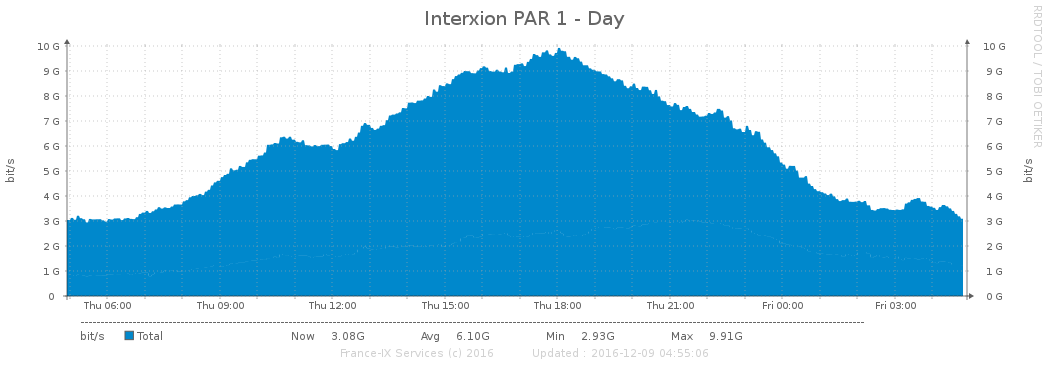 Interxion PAR 1 - Day
RRDTOOL / TOBI OETIKER
bit/s
10 G
9 G
8 G
7 G
6 G
5 G
4 G
3 G
2 G
1 G
0
10 G
9 G
8 G
7 G
6 G
5 G
4 G
3 G
2 G
1 G
0 G
bit/s
Thu 06:00 Thu 09:00 Thu 12:00 Thu 15:00 Thu 18:00 Thu 21:00 Fri 00:00 Fri 03:00
bit/s Total Now 3.08G Avg 6.10G Min 2.93G Max 9.91G
France-IX Services (c) 2016 Updated : 2016-12-09 04:55:06